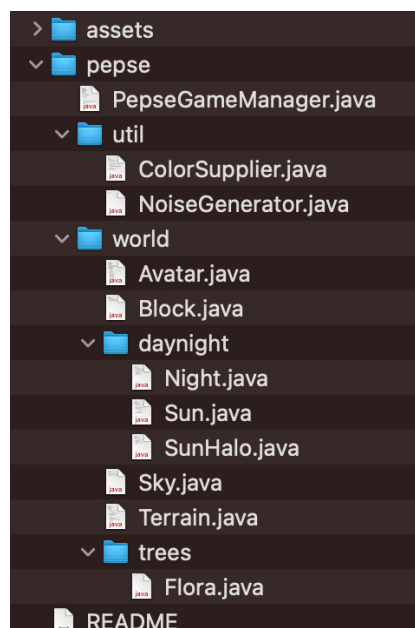 assets
pepse
PepseGameManager.java
util
ColorSupplier.java
NoiseGenerator.java
world
Avatar.java
Block.java
daynight
Night.java
Sun.java
SunHalo.java
Sky.java
Terrain.java
trees
Flora.java
README